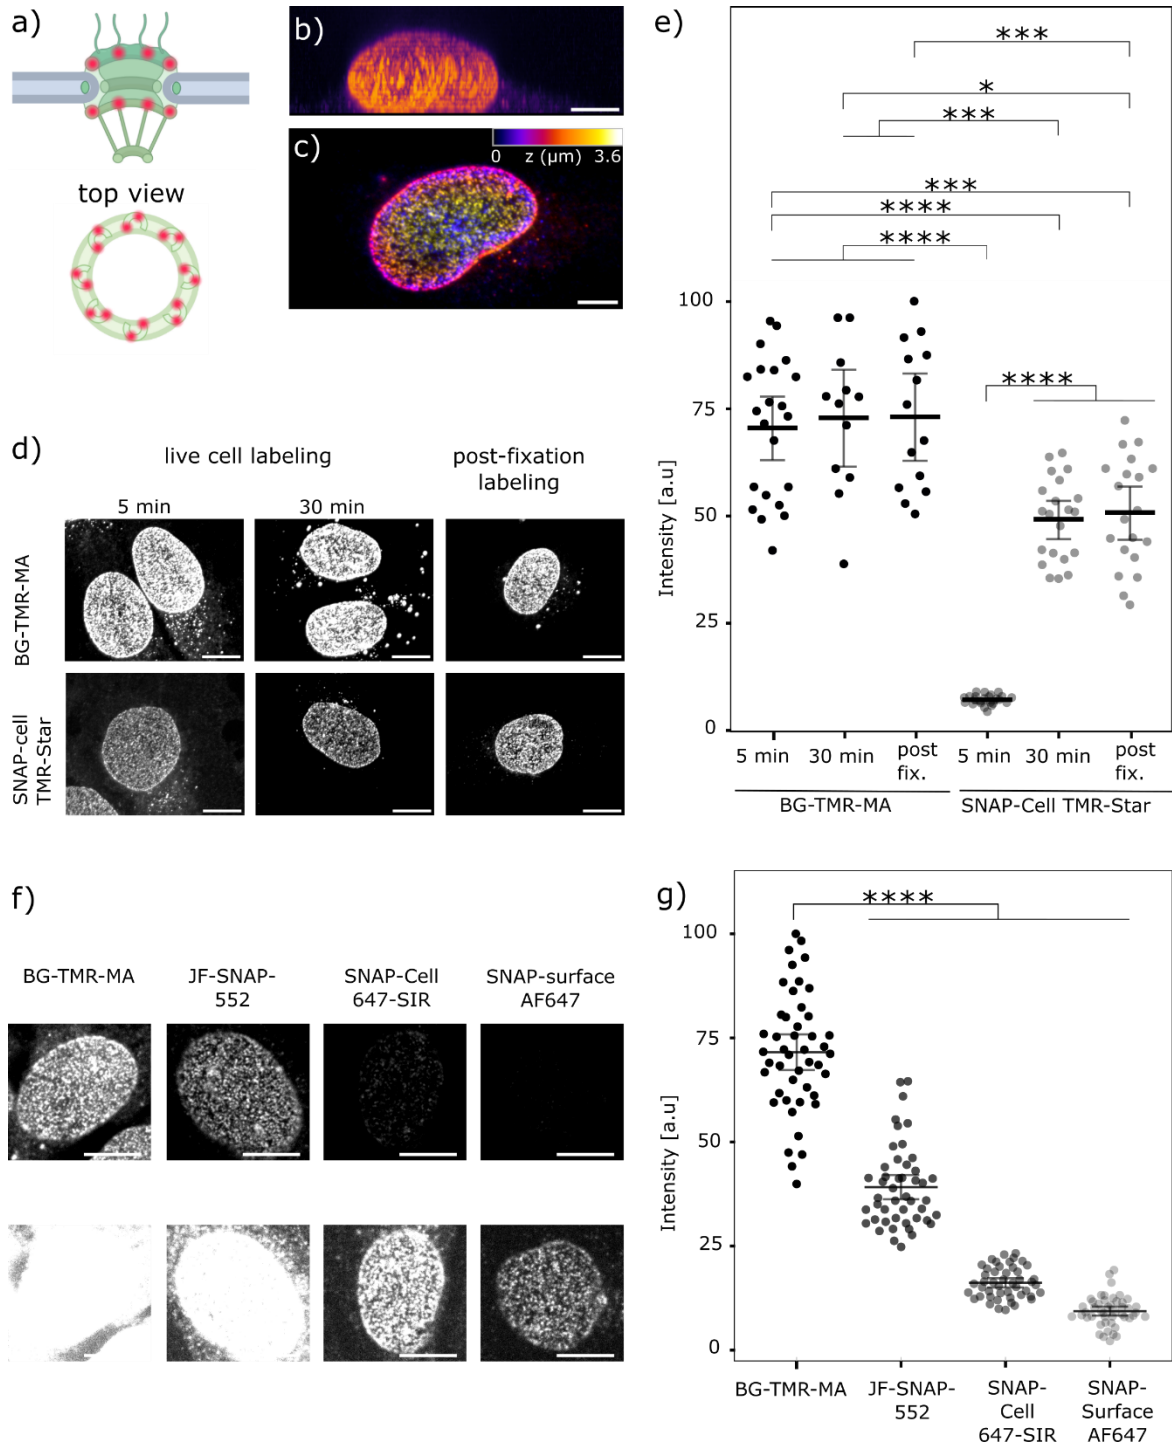 a)
top view
b)
c)
0 z (µm) 3.6
d)
live cell labeling
post-fixation
labeling
5 min
30 min
BG-TMR-MA
SNAP-cell
TMR-Star
e)
***
*
***
***
****
****
****
100
75
50
25
0
Intensity [a.u]
5 min
30 min
post
fix.
5 min
30 min
post
fix.
BG-TMR-MA
SNAP-Cell TMR-Star
f)
BG-TMR-MA
JF-SNAP-
552
SNAP-Cell
647-SIR
SNAP-surface
AF647
g)
****
100
75
50
25
0
Intensity [a.u]
BG-TMR-MA
JF-SNAP-
552
SNAP-
Cell
647-SIR
SNAP-
Surface
AF647